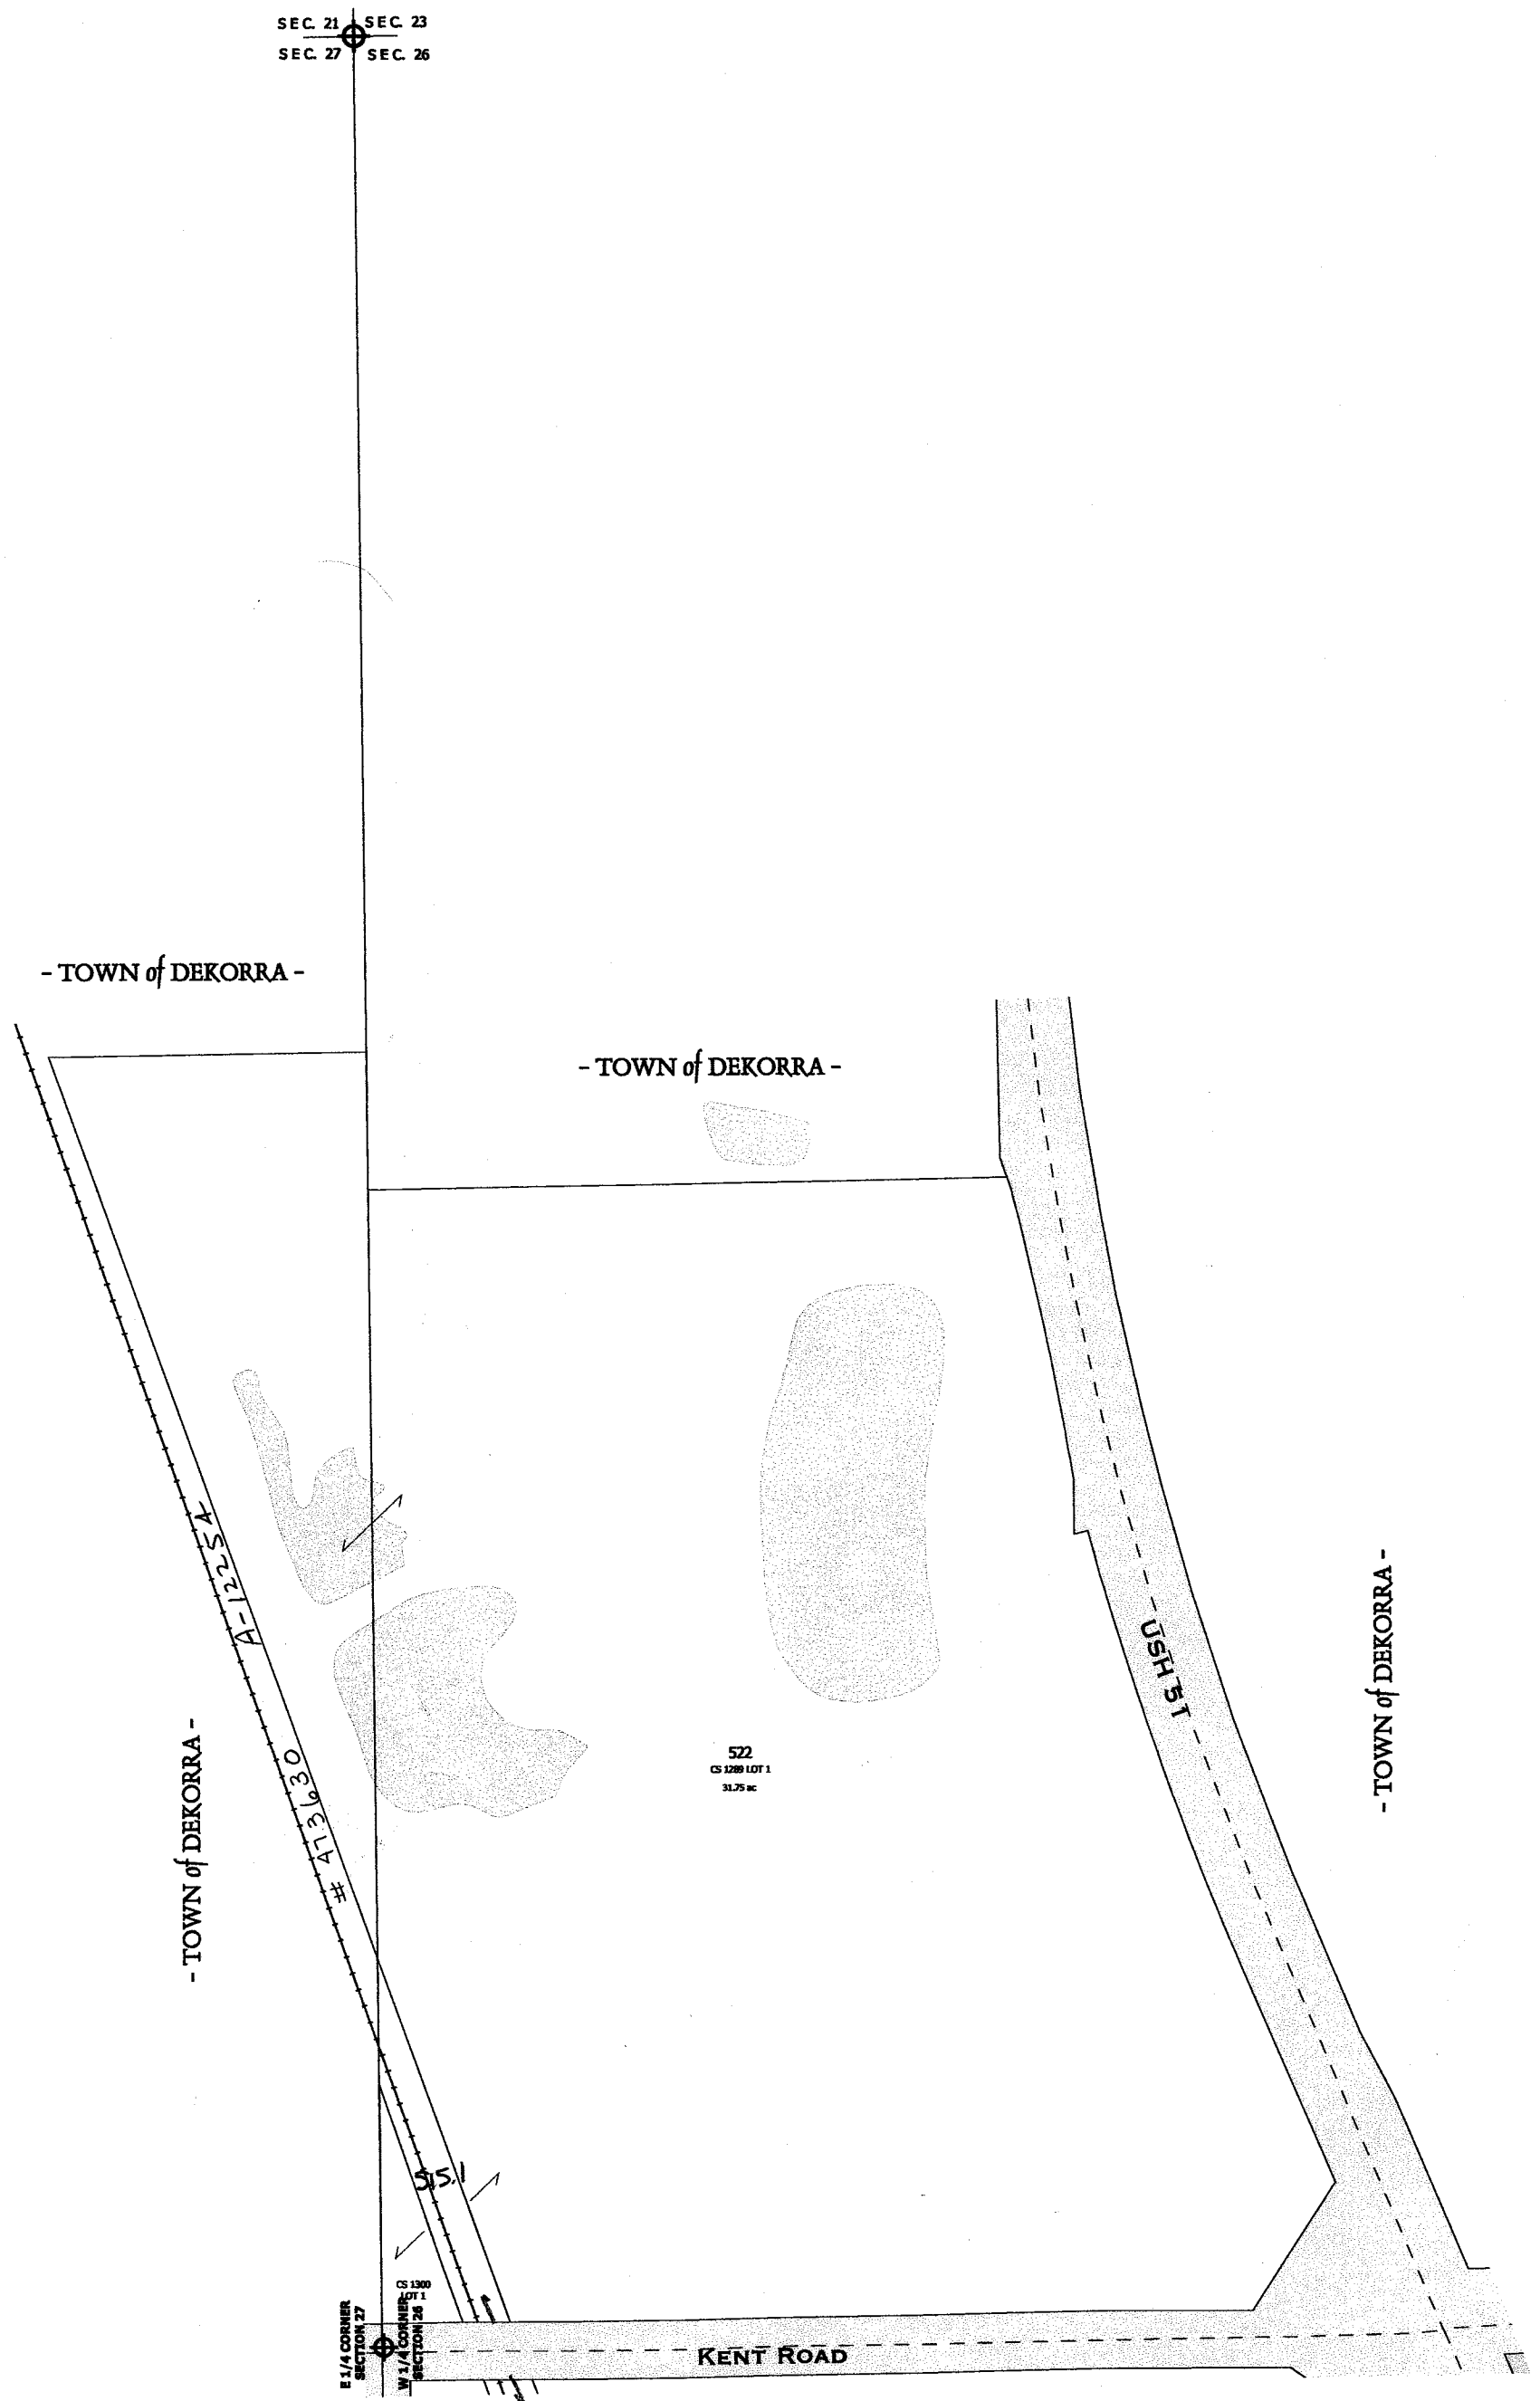 SEC. 21 SEC. 23
SEC. 27 SEC. 26
- TOWN of DEKORRA -
- TOWN of DEKORRA -
A-1225A
# 473630
- TOWN of DEKORRA -
522
CS 1289 LOT 1
31.75 ac
USH 51
- TOWN of DEKORRA -
515.1
CS 1300
LOT 1
E 1/4 CORNER
SECTION 27
W 1/4 CORNER
SECTION 26
KENT ROAD